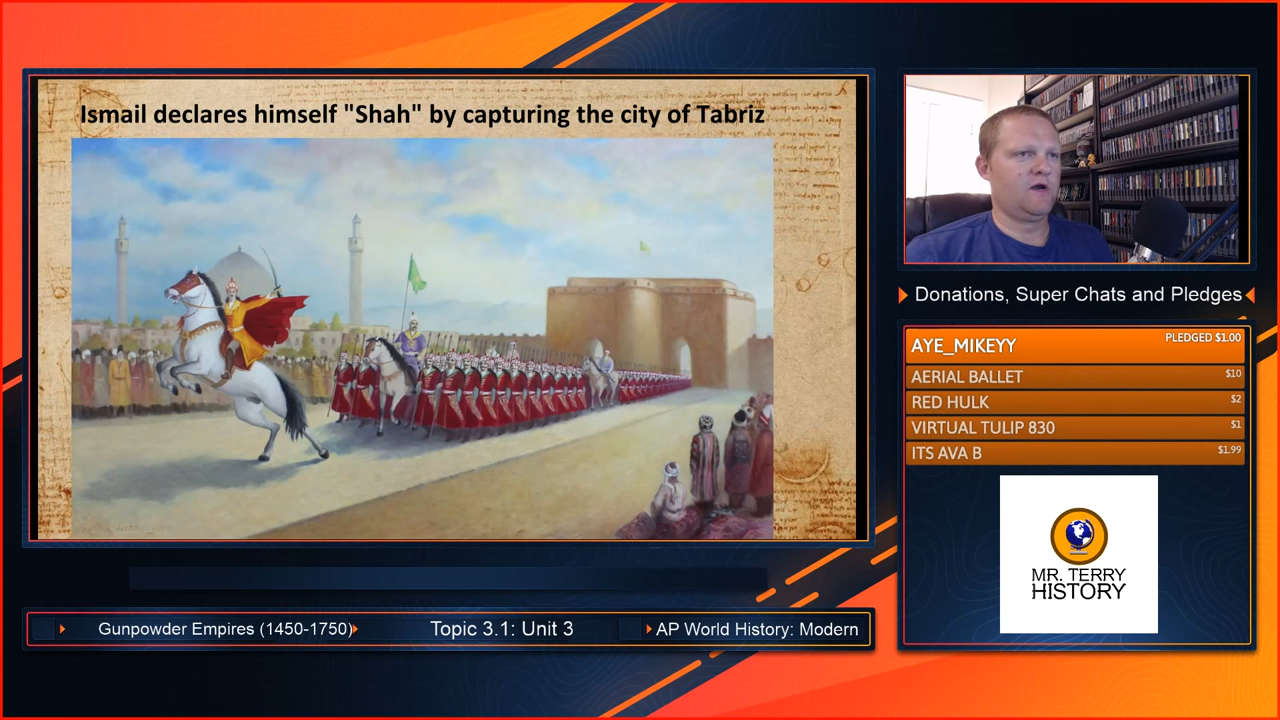 Ismail declares himself "Shah" by capturing the city of Tabriz
Donations, Super Chats and Pledges
AYE_MIKEYY PLEDGED $1.00
AERIAL BALLET $10
RED HULK $2
VIRTUAL TULIP 830 $1
ITS AVA B $1.99
MR. TERRY
HISTORY
Gunpowder Empires (1450-1750)
Topic 3.1: Unit 3
AP World History: Modern